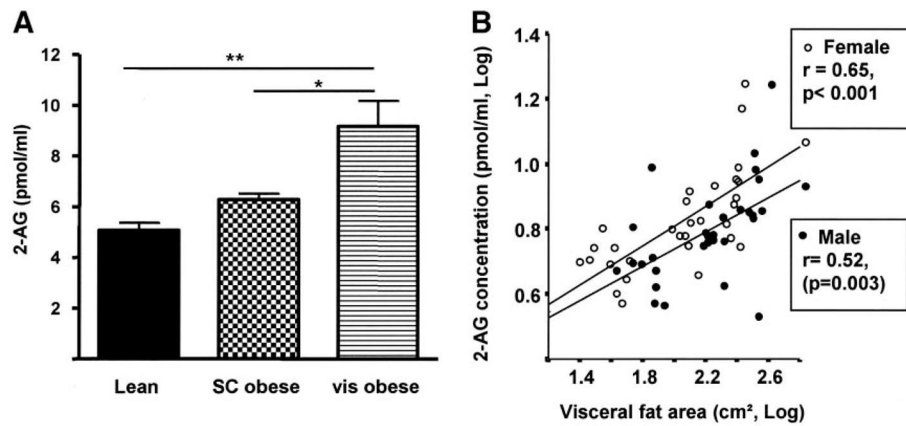 A
2-AG (pmol/ml)
12
10
8
6
4
2
**
*
Lean SC obese vis obese
B
2-AG concentration (pmol/ml, Log)
1.4
1.2
1.0
0.8
0.6
1.4 1.8 2.2 2.6
Visceral fat area (cm², Log)
Female
r = 0.65,
p< 0.001
Male
r= 0.52,
(p=0.003)